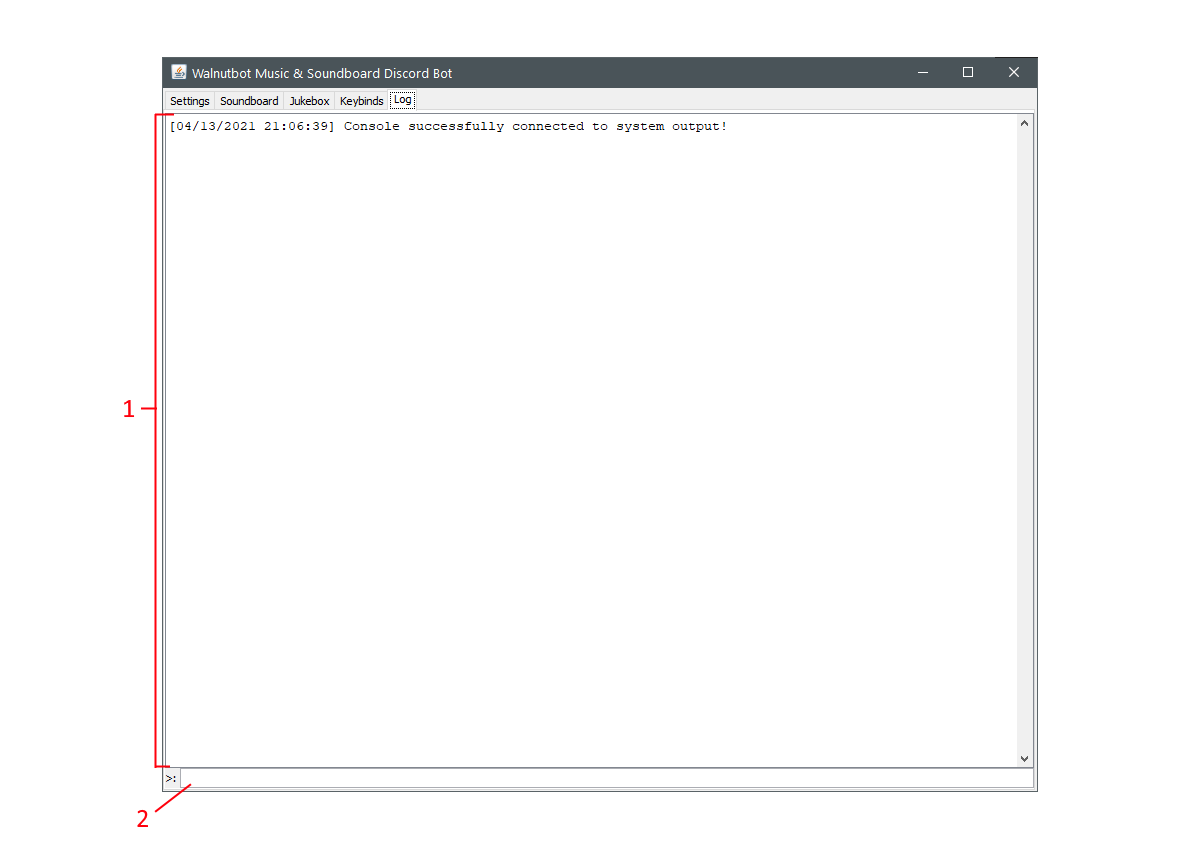 Walnutbot Music & Soundboard Discord Bot
Settings Soundboard Jukebox Keybinds Log
[04/13/2021 21:06:39] Console successfully connected to system output!
1
>:
2